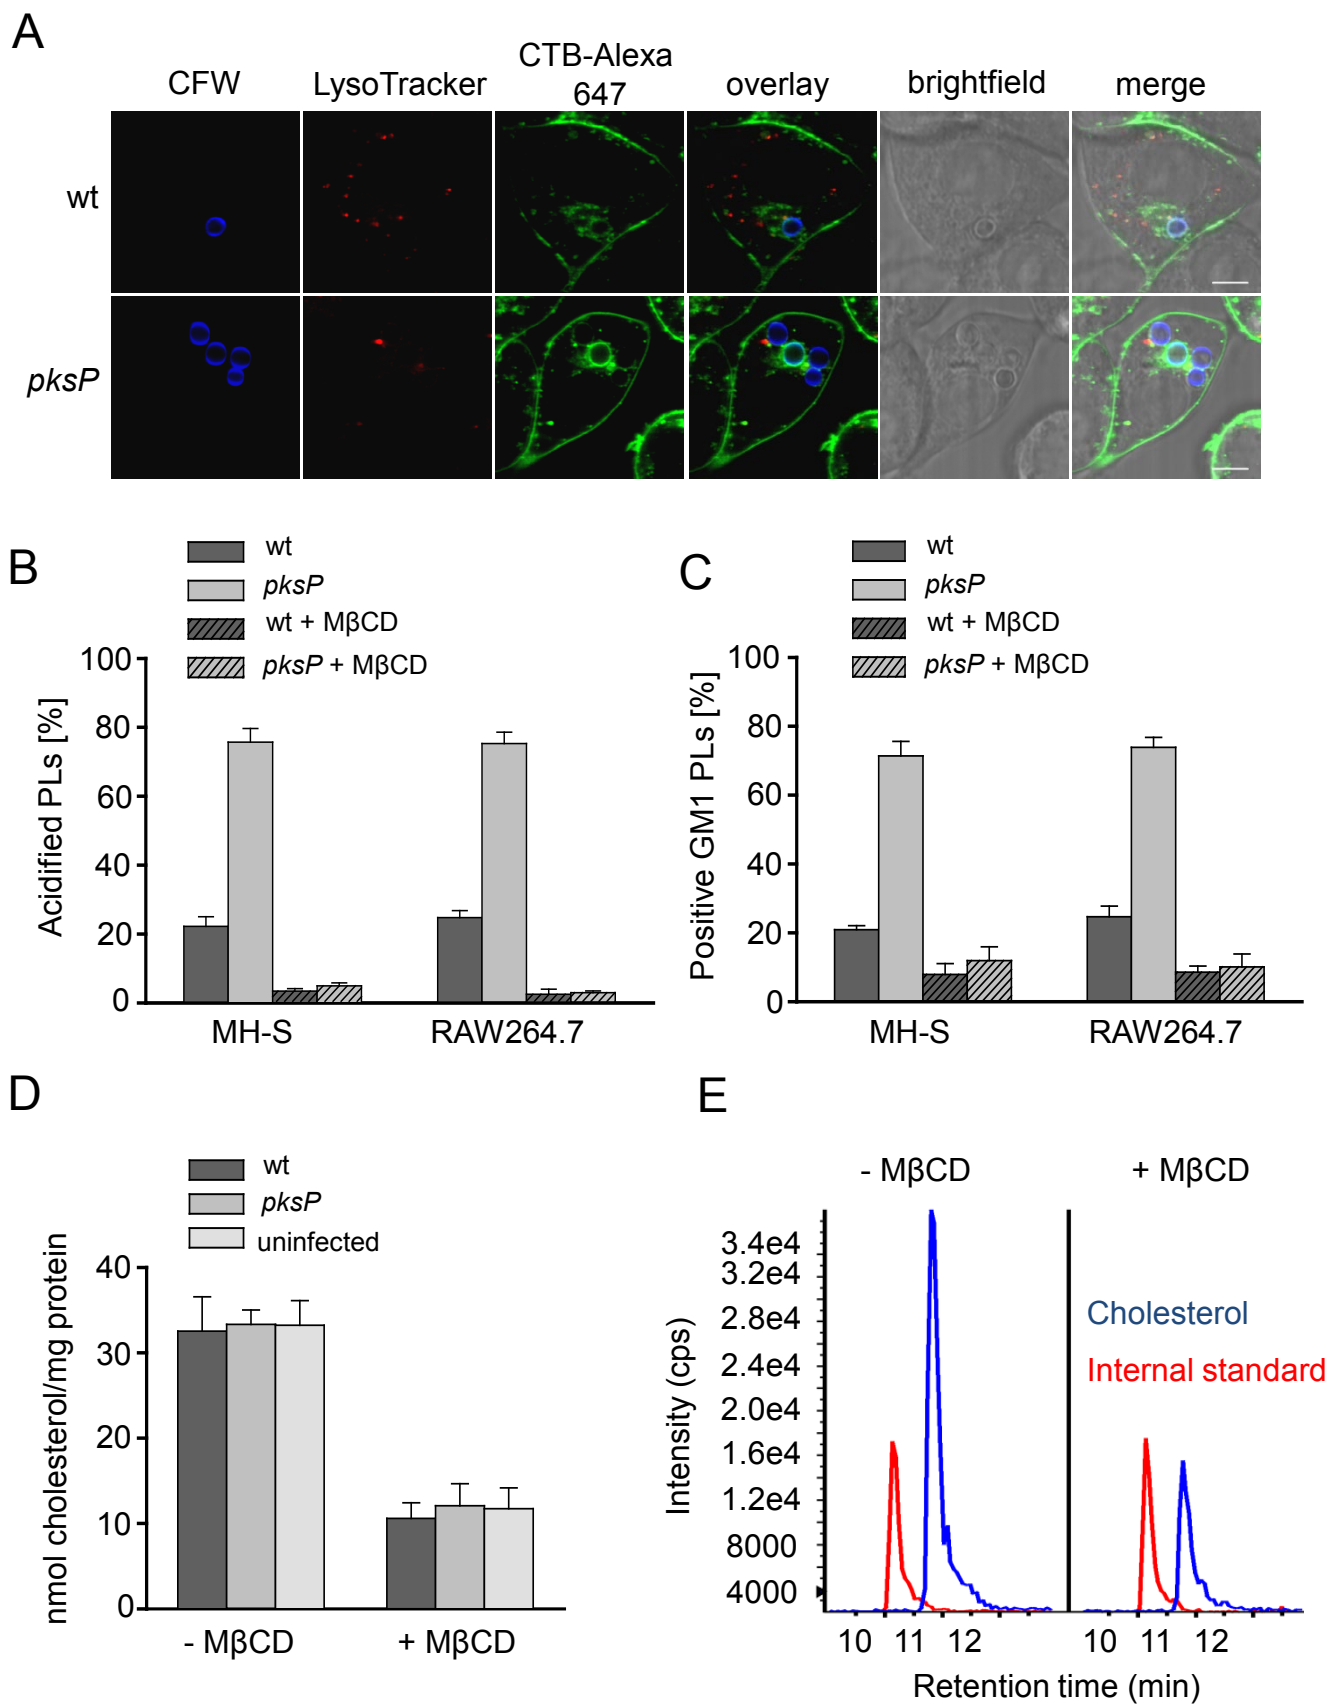 A
CFW
LysoTracker
CTB-Alexa
647
overlay
brightfield
merge
wt
pksP
B
wt
pksP
wt + MβCD
pksP + MβCD
Acidified PLs [%]
100
80
60
40
20
0
MH-S
RAW264.7
C
wt
pksP
wt + MβCD
pksP + MβCD
Positive GM1 PLs [%]
100
80
60
40
20
0
MH-S
RAW264.7
D
wt
pksP
uninfected
nmol cholesterol/mg protein
40
30
20
10
0
- MβCD
+ MβCD
E
- MβCD
+ MβCD
Cholesterol
Internal standard
Intensity (cps)
3.4e4
3.2e4
2.8e4
2.4e4
2.0e4
1.6e4
1.2e4
8000
4000
10 11 12
10 11 12
Retention time (min)